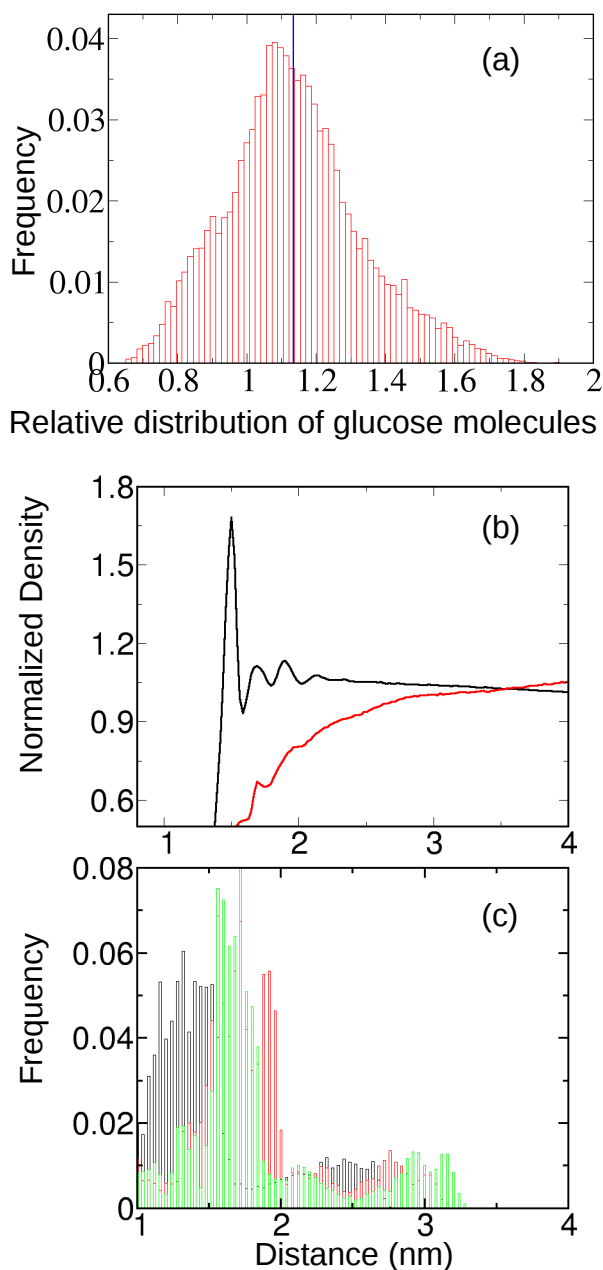 (a)
Frequency
0.04
0.03
0.02
0.01
0
0.6 0.8 1 1.2 1.4 1.6 1.8 2
Relative distribution of glucose molecules
(b)
Normalized Density
1.8
1.5
1.2
0.9
0.6
1 2 3 4
(c)
Frequency
0.08
0.06
0.04
0.02
0
1 2 3 4
Distance (nm)